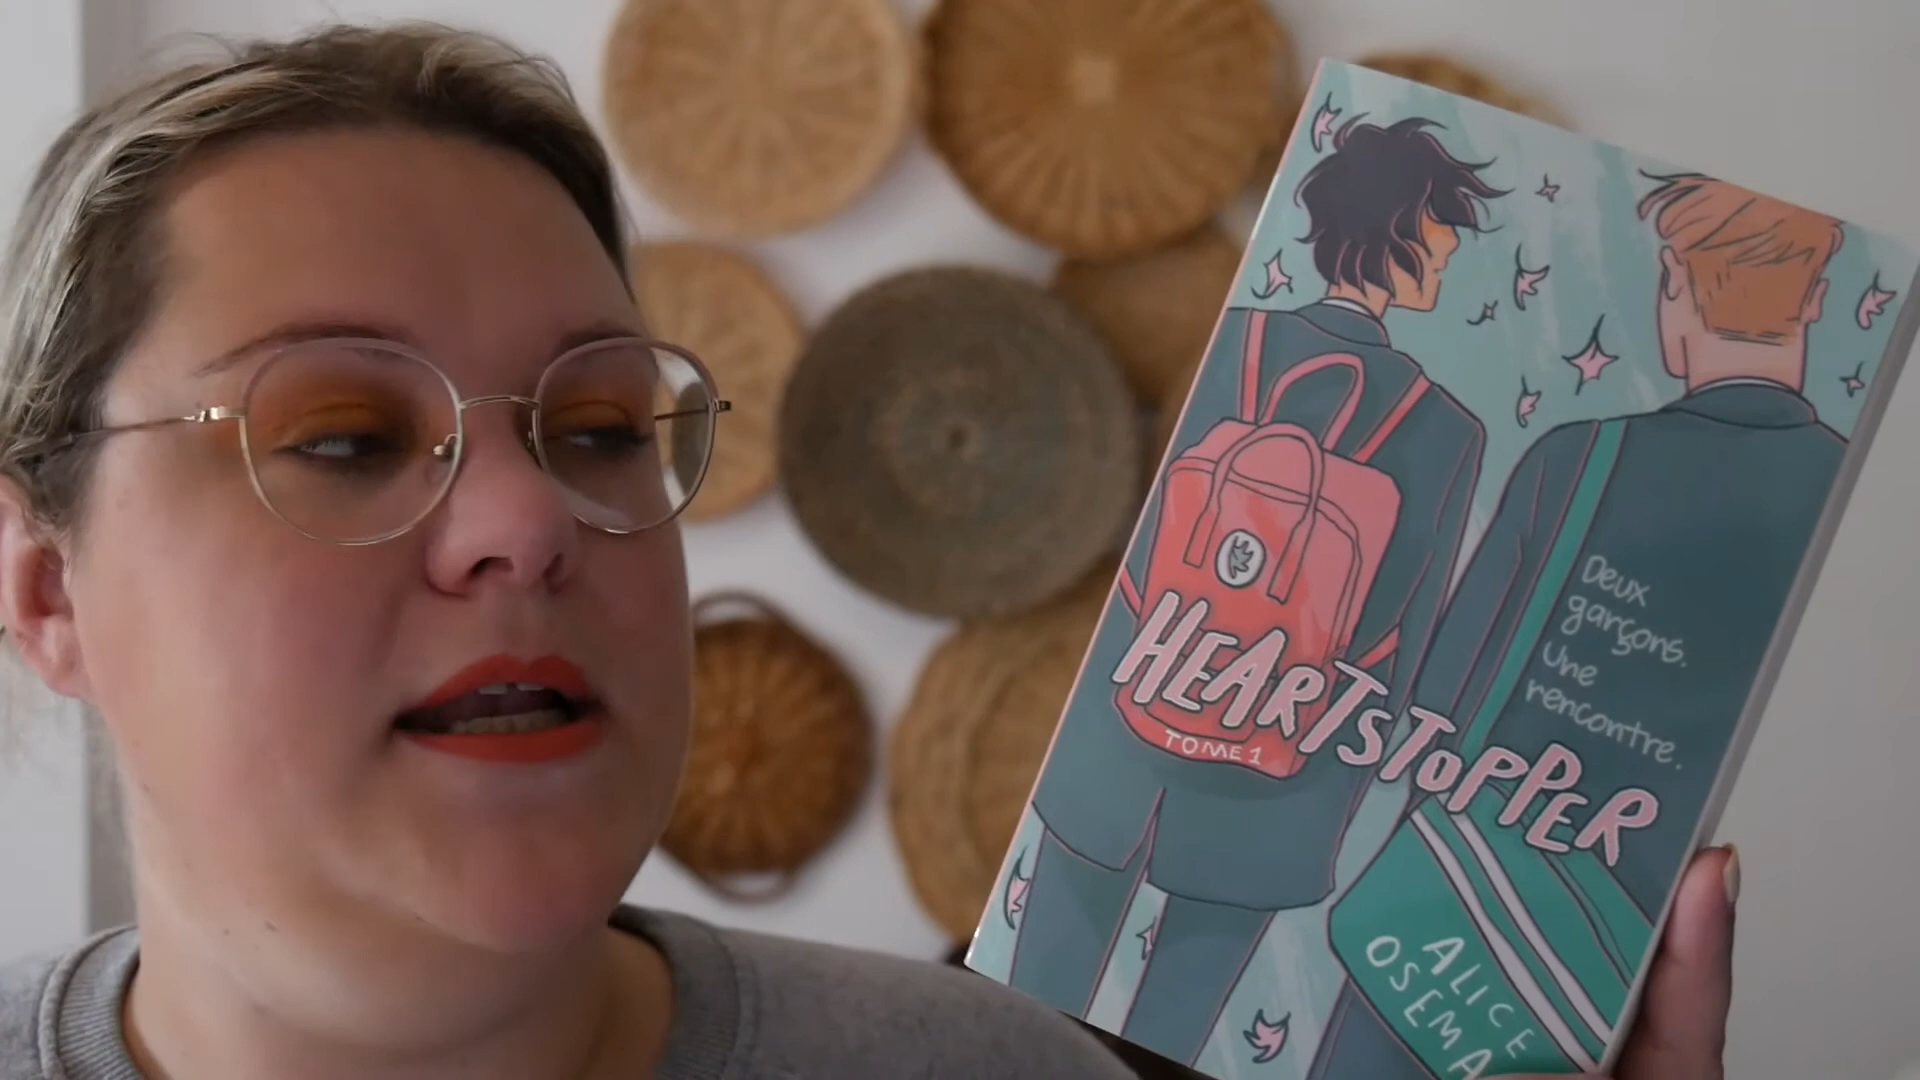 Deux
garçons.
Une
rencontre.
HEARTSTOPPER
TOME 1
ALICE
OSEMA